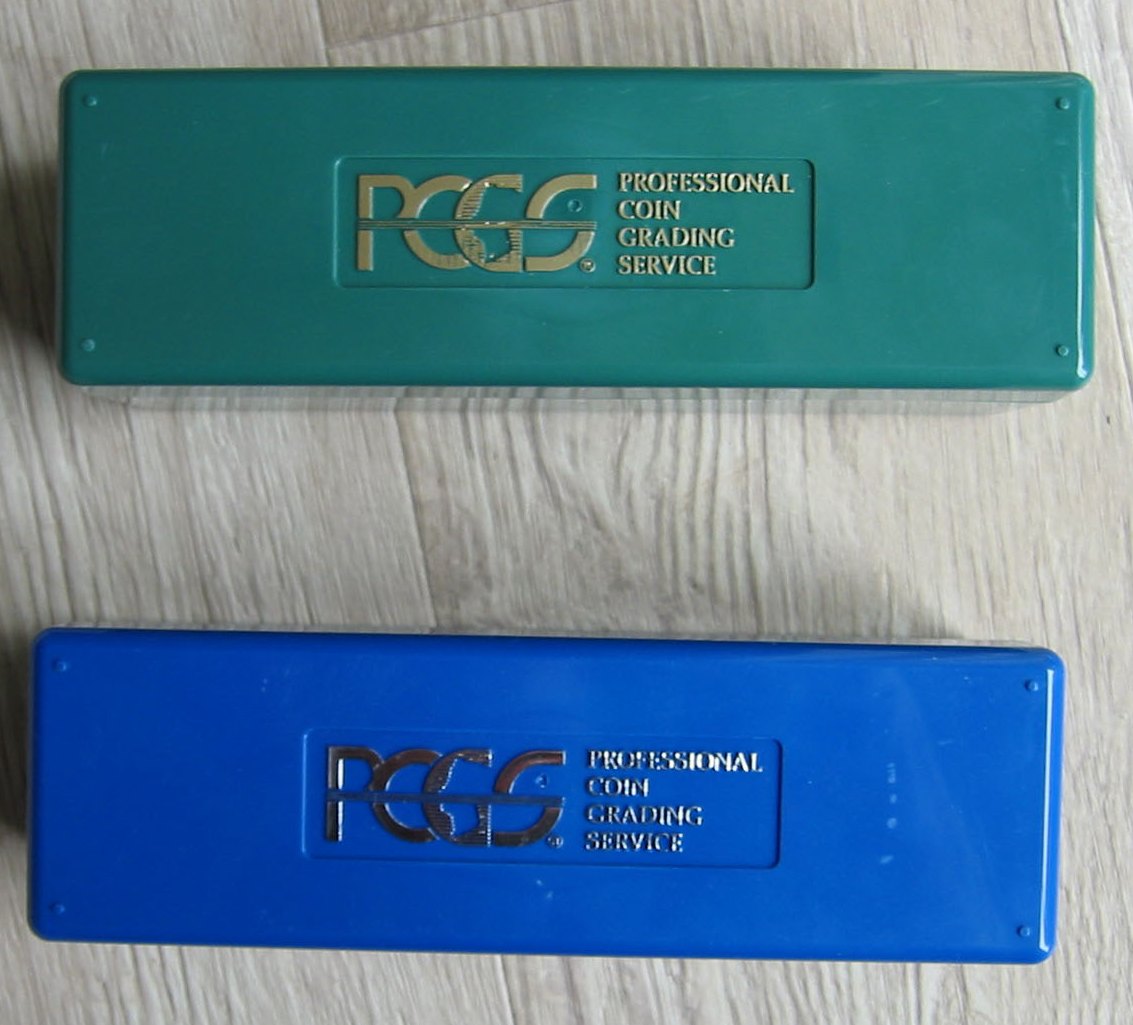 PCGS®
PROFESSIONAL
COIN
GRADING
SERVICE
PCGS®
PROFESSIONAL
COIN
GRADING
SERVICE